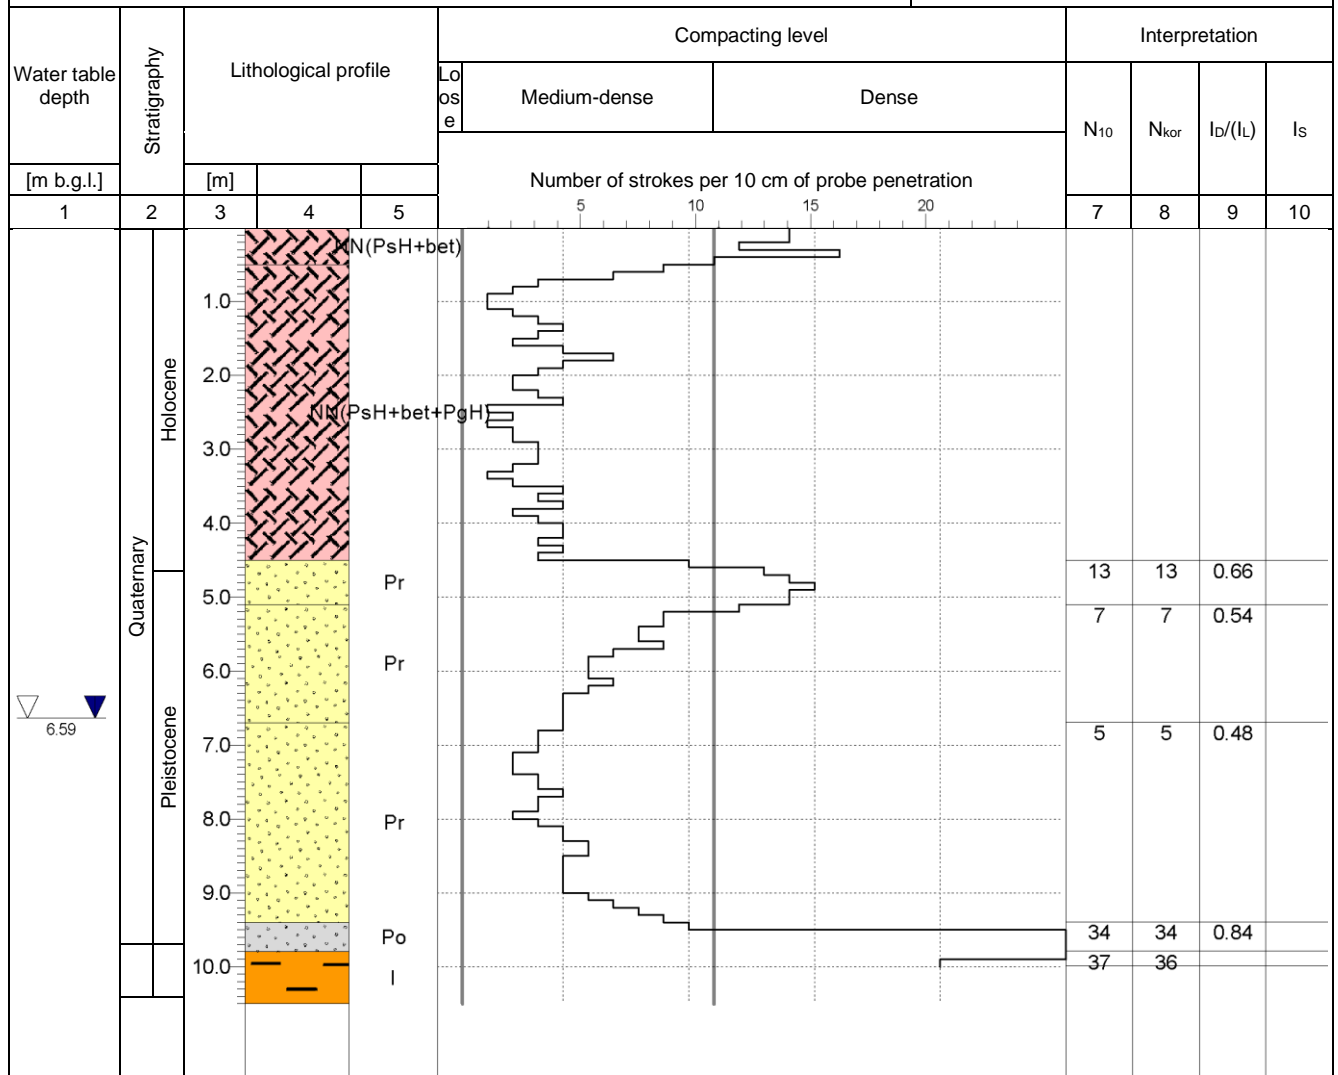 Compacting level
Interpretation
Water table
depth
Stratigraphy
Lithological profile
Lo
os
e
Medium-dense
Dense
N10
Nkor
ID/(IL)
IS
[m b.g.l.]
[m]
Number of strokes per 10 cm of probe penetration
1
2
3
4
5
5
10
15
20
7
8
9
10
NN(PsH+bet)
1.0
2.0
Holocene
NN(PsH+bet+PgH)
3.0
4.0
Quaternary
Pr
13
13
0.66
5.0
7
7
0.54
Pr
6.0
6.59
Pleistocene
5
5
0.48
7.0
8.0
Pr
9.0
Po
34
34
0.84
10.0
I
37
36